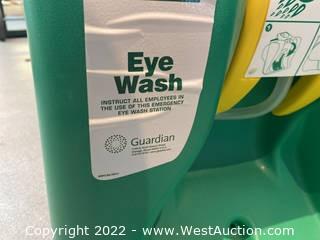 Eye
Wash
INSTRUCT ALL EMPLOYEES IN
THE USE OF THIS EMERGENCY
EYE WASH STATION
Guardian
Copyright 2022 - WestAuction.com